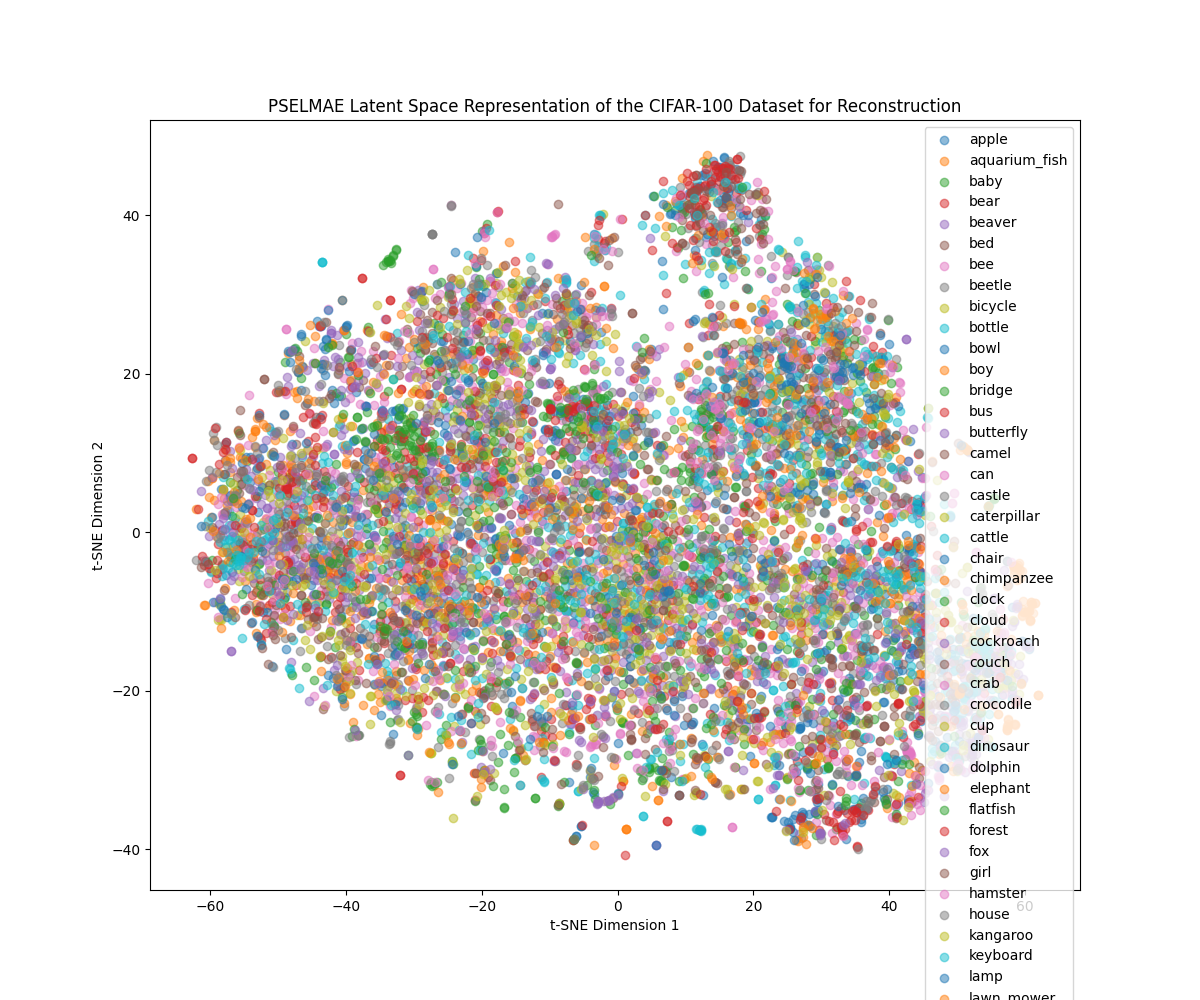 PSELMAE Latent Space Representation of the CIFAR-100 Dataset for Reconstruction
apple
aquarium_fish
baby
bear
beaver
bed
bee
beetle
bicycle
bottle
bowl
boy
bridge
bus
butterfly
camel
can
castle
caterpillar
cattle
chair
chimpanzee
clock
cloud
cockroach
couch
crab
crocodile
cup
dinosaur
dolphin
elephant
flatfish
forest
fox
girl
hamster
house
kangaroo
keyboard
lamp
lawn_mower
40
20
0
−20
−40
t-SNE Dimension 2
−60 −40 −20 0 20 40 60
t-SNE Dimension 1